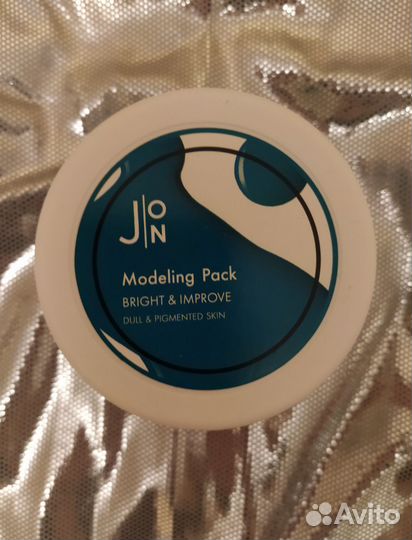 J|ON
Modeling Pack
BRIGHT & IMPROVE
DULL & PIGMENTED SKIN
Avito